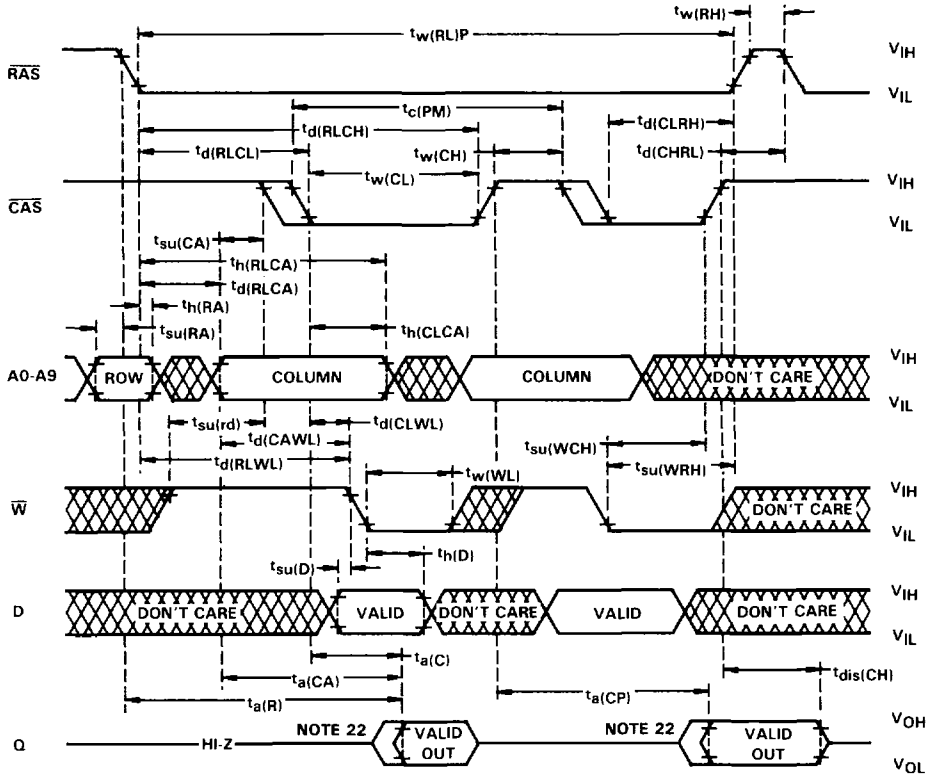 tw(RH)
tw(RL)P
VIH
RAS
VIL
tc(PM)
td(RLCH)
td(CLRH)
td(RLCL)
tw(CH)
td(CHRL)
tw(CL)
VIH
CAS
VIL
tsu(CA)
th(RLCA)
td(RLCA)
th(RA)
tsu(RA)
th(CLCA)
VIH
A0-A9 ROW COLUMN COLUMN DON'T CARE
VIL
tsu(rd)
td(CLWL)
td(CAWL)
tsu(WCH)
td(RLWL)
tw(WL)
tsu(WRH)
VIH
W
DON'T CARE
VIL
th(D)
tsu(D)
VIH
D DON'T CARE VALID DON'T CARE VALID DON'T CARE
VIL
ta(C)
ta(CA)
tdis(CH)
ta(R)
ta(CP)
NOTE 22 NOTE 22
VOH
Q HI-Z VALID OUT VALID OUT
VOL